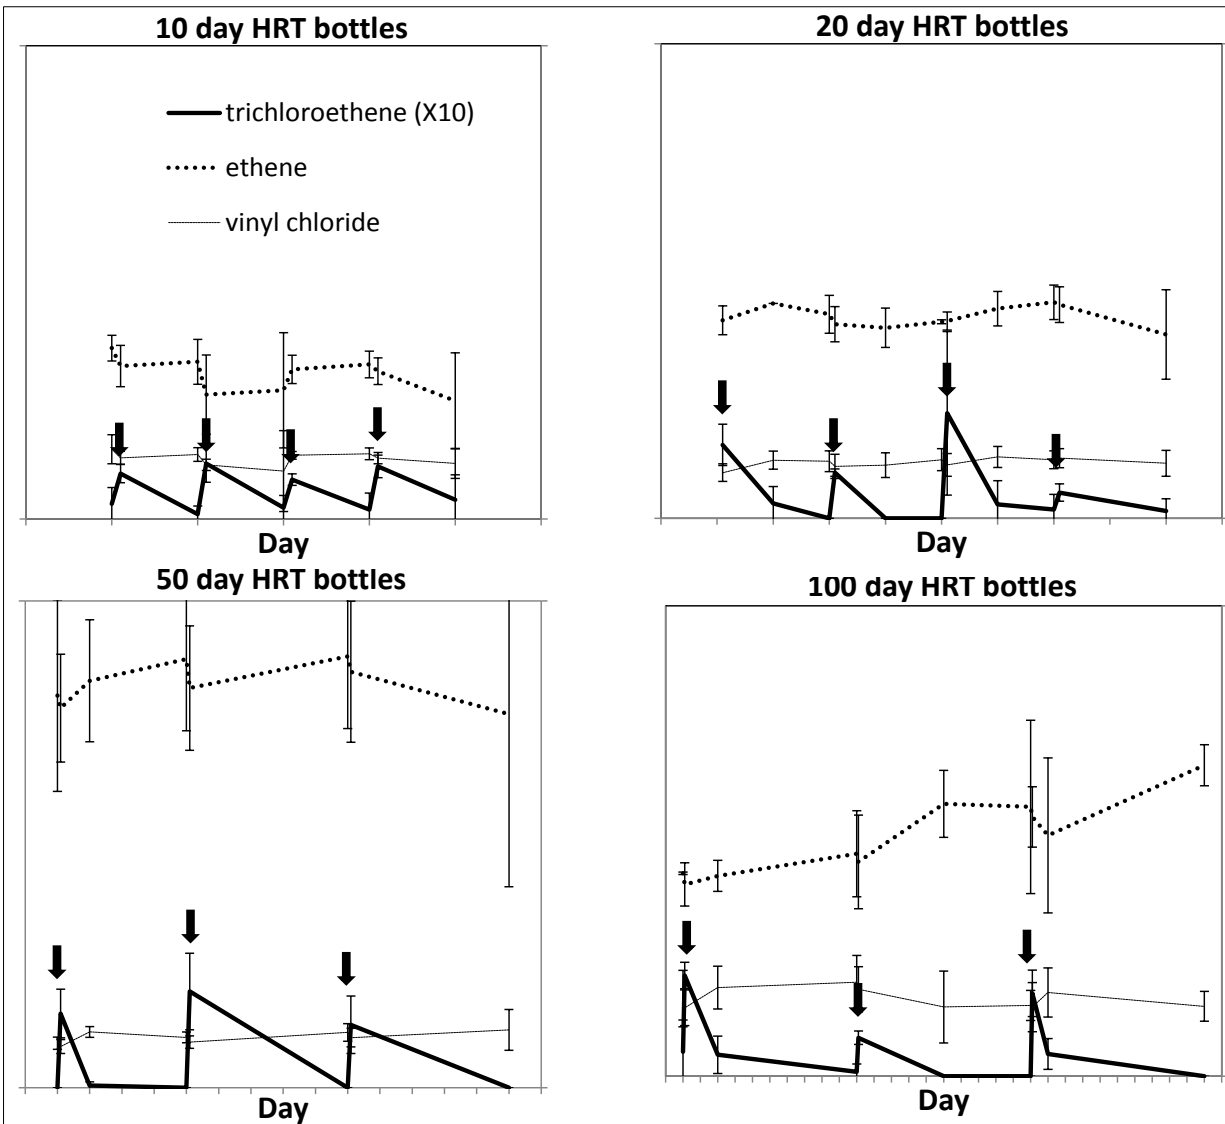 10 day HRT bottles
trichloroethene (X10)
ethene
vinyl chloride
Day
20 day HRT bottles
Day
50 day HRT bottles
Day
100 day HRT bottles
Day